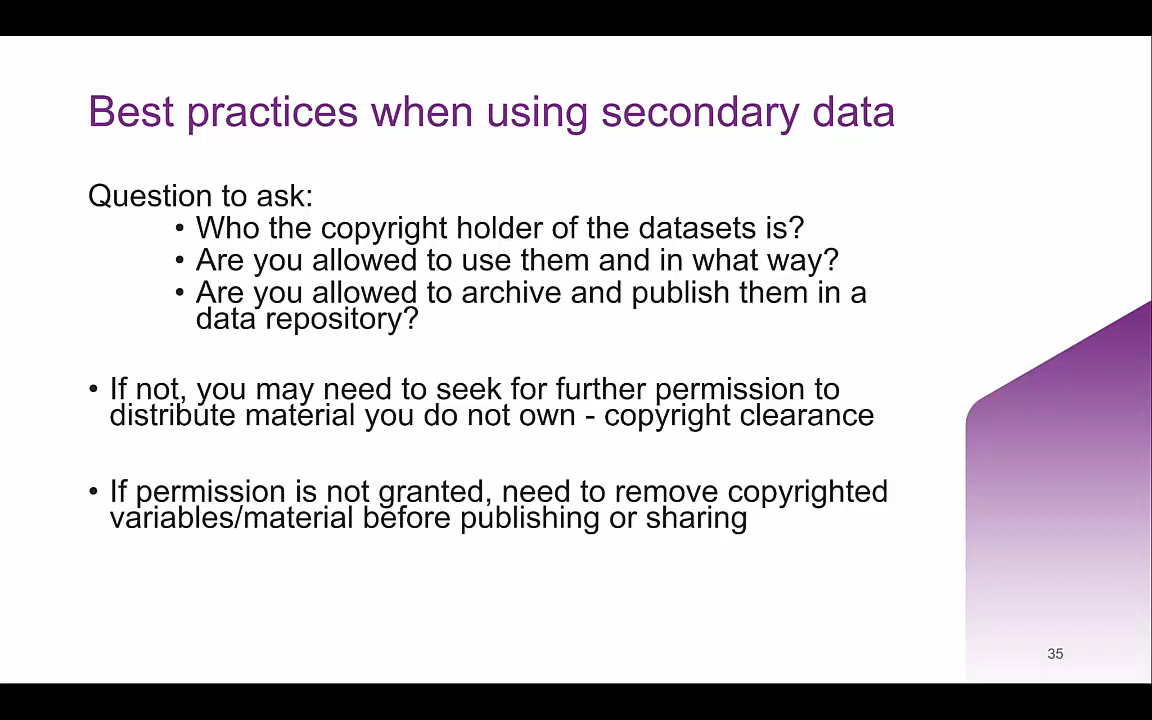 Best practices when using secondary data
Question to ask:
• Who the copyright holder of the datasets is?
• Are you allowed to use them and in what way?
• Are you allowed to archive and publish them in a
data repository?
• If not, you may need to seek for further permission to
distribute material you do not own - copyright clearance
• If permission is not granted, need to remove copyrighted
variables/material before publishing or sharing
35